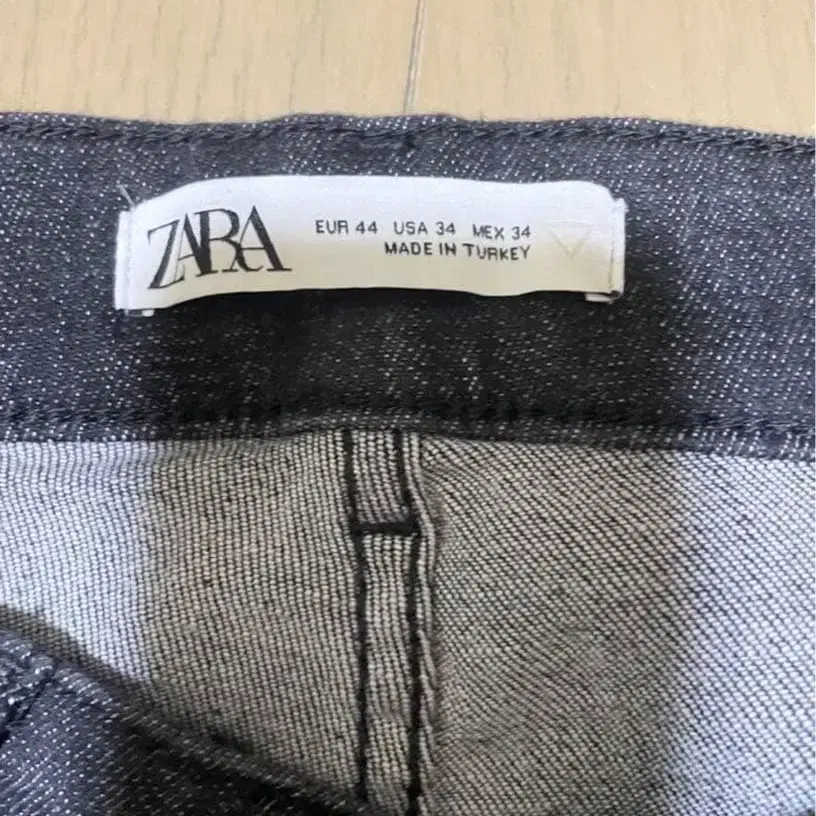 ZARA
EUR 44 USA 34 MEX 34
MADE IN TURKEY